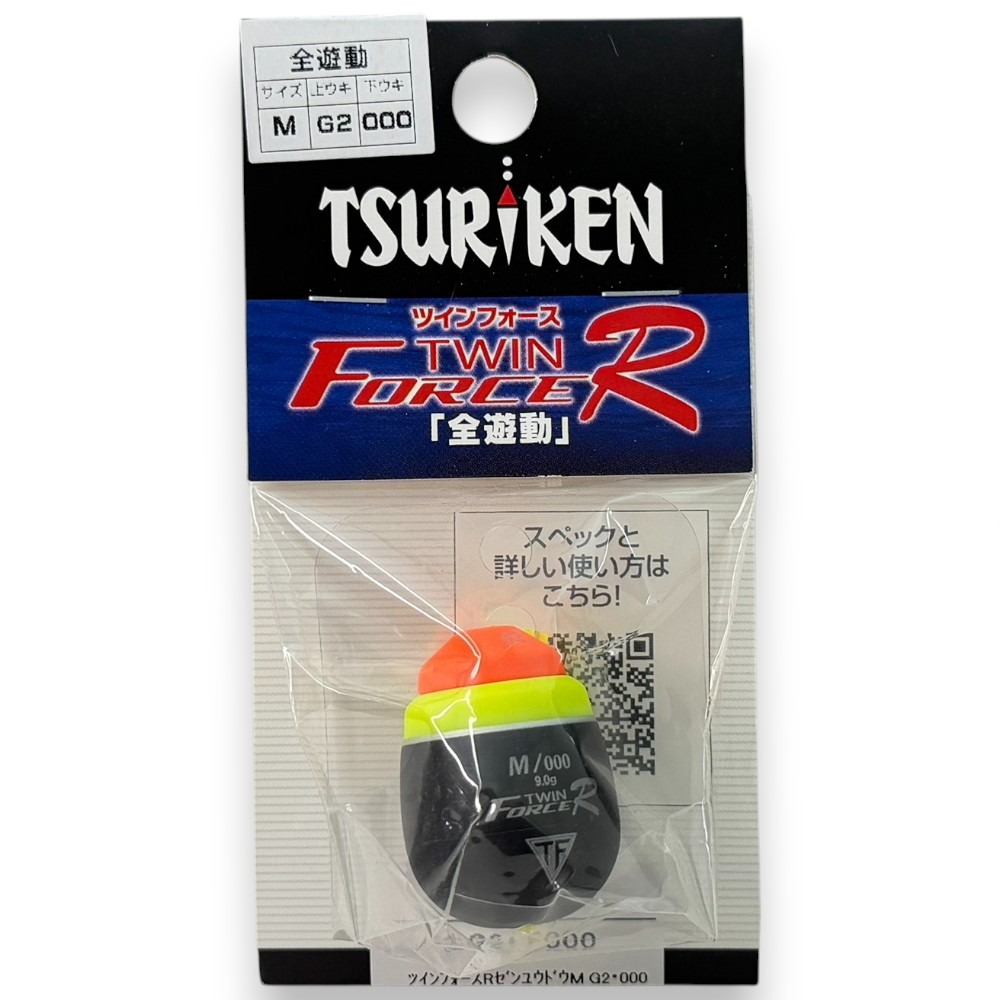 全遊動
サイズ 上ウキ 下ウキ
M G2 000
TSURiKEN
ツインフォース
TWIN
FORCE R
「全遊動」
スペックと
詳しい使い方は
こちら!
M/000
9.0g
TWIN
FORCE R
TF
000
ツインフォースRゼンユウドウM G2・000